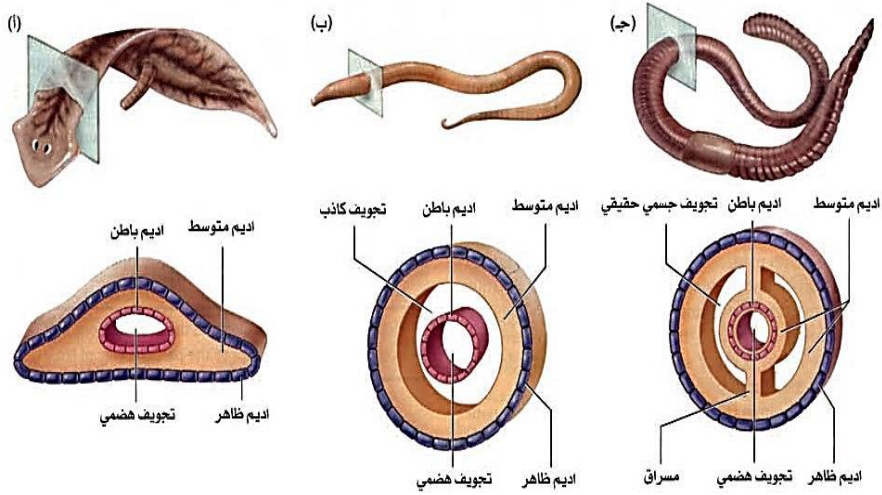 (أ)
(ب)
(جـ)
اديم متوسط
اديم باطن
تجويف هضمي
اديم ظاهر
اديم متوسط
اديم باطن
تجويف كاذب
تجويف هضمي
اديم ظاهر
اديم متوسط
اديم باطن
تجويف جسمي حقيقي
اديم ظاهر
تجويف هضمي
مسراق